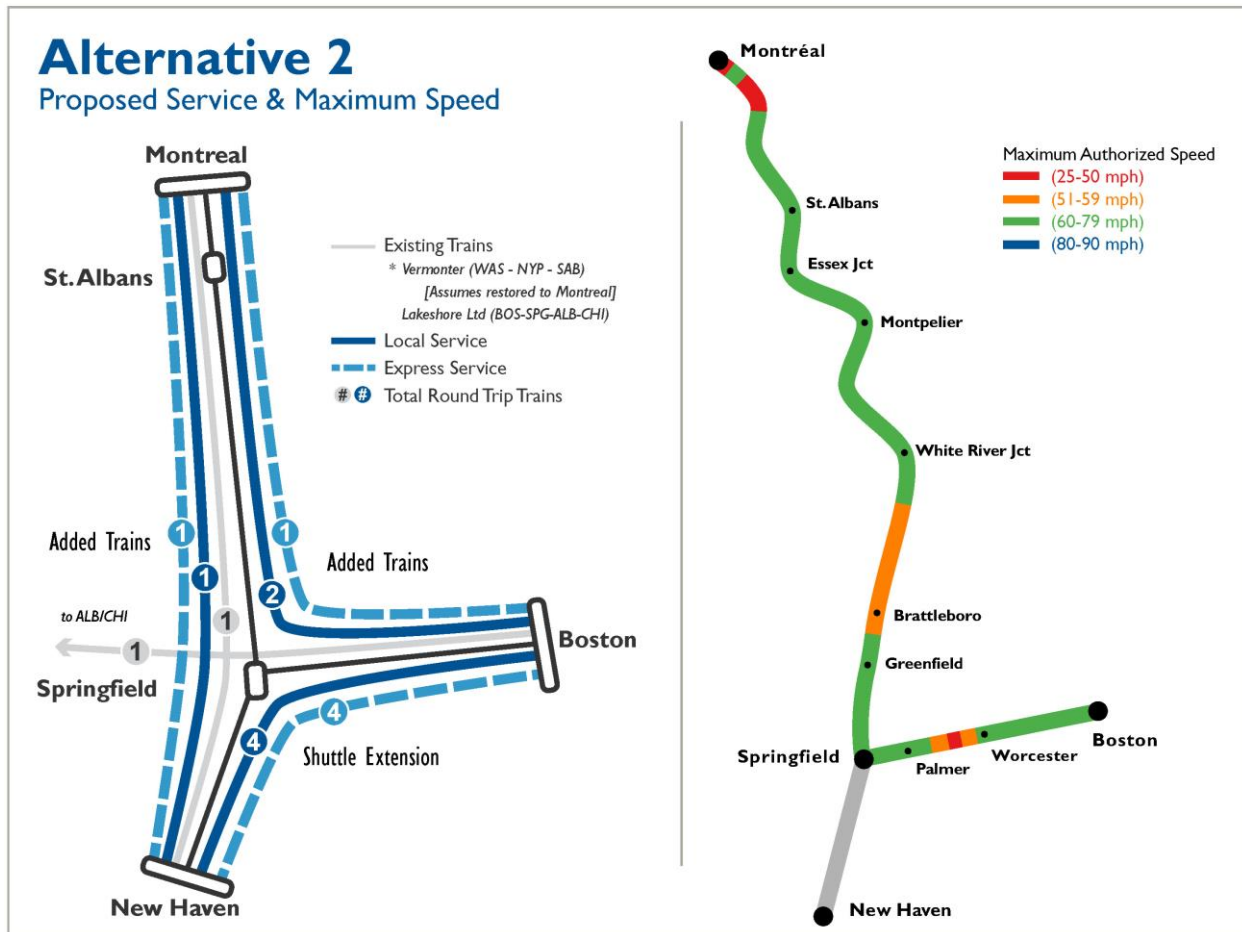 Alternative 2
Proposed Service & Maximum Speed
Montreal
St. Albans
Existing Trains
* Vermonter (WAS - NYP - SAB)
[Assumes restored to Montreal]
Lakeshore Ltd (BOS-SPG-ALB-CHI)
Local Service
Express Service
# # Total Round Trip Trains
1
1
Added Trains
Added Trains
1
2
1
to ALB/CHI
1
Boston
Springfield
4
4
Shuttle Extension
New Haven
Montréal
Maximum Authorized Speed
(25-50 mph)
(51-59 mph)
(60-79 mph)
(80-90 mph)
St. Albans
Essex Jct
Montpelier
White River Jct
Brattleboro
Greenfield
Springfield
Palmer
Worcester
Boston
New Haven